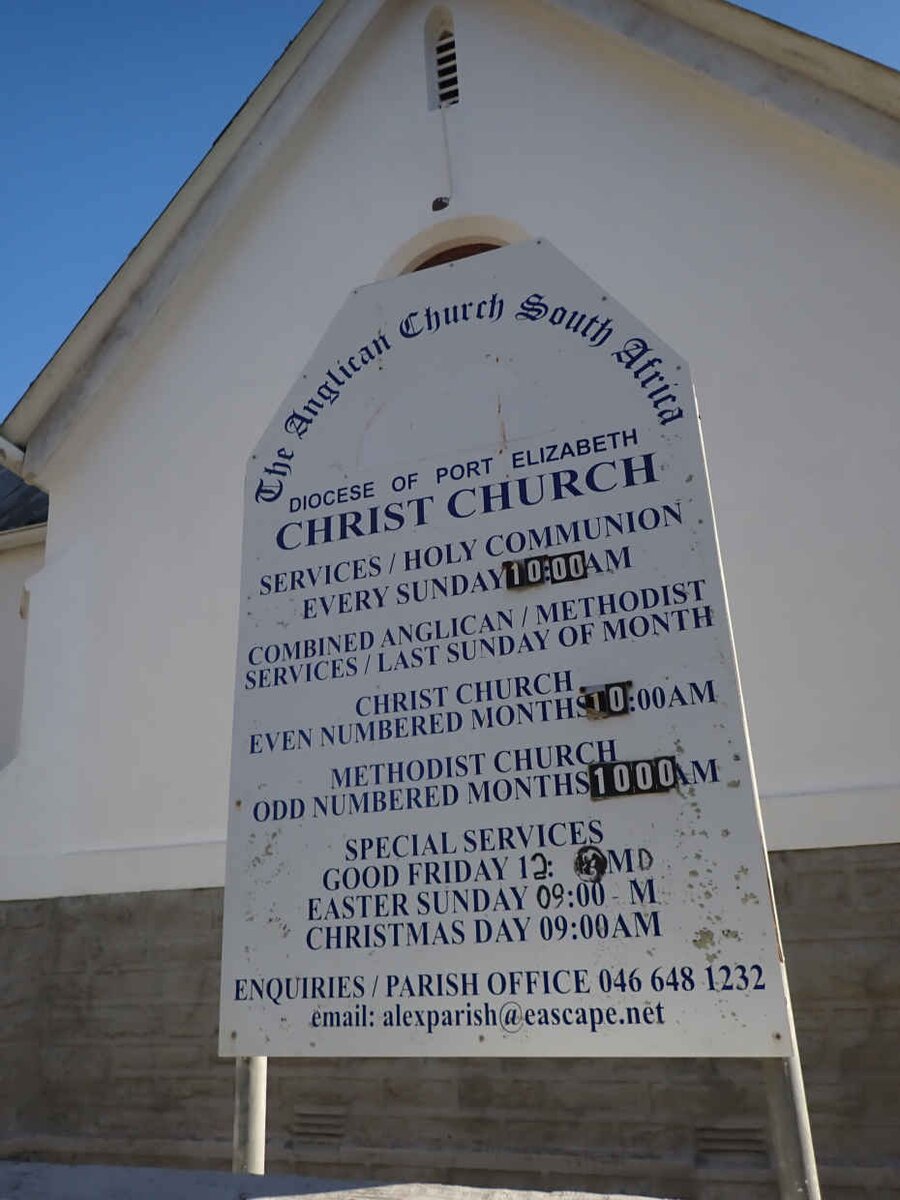 The Anglican Church South Africa
DIOCESE OF PORT ELIZABETH
CHRIST CHURCH
SERVICES / HOLY COMMUNION
EVERY SUNDAY 10:00AM
COMBINED ANGLICAN / METHODIST
SERVICES / LAST SUNDAY OF MONTH
CHRIST CHURCH
EVEN NUMBERED MONTHS 10:00AM
METHODIST CHURCH
ODD NUMBERED MONTHS 1000AM
SPECIAL SERVICES
GOOD FRIDAY 12:
EASTER SUNDAY 09:00 M
CHRISTMAS DAY 09:00AM
ENQUIRIES / PARISH OFFICE 046 648 1232
email: alexparish@eascape.net